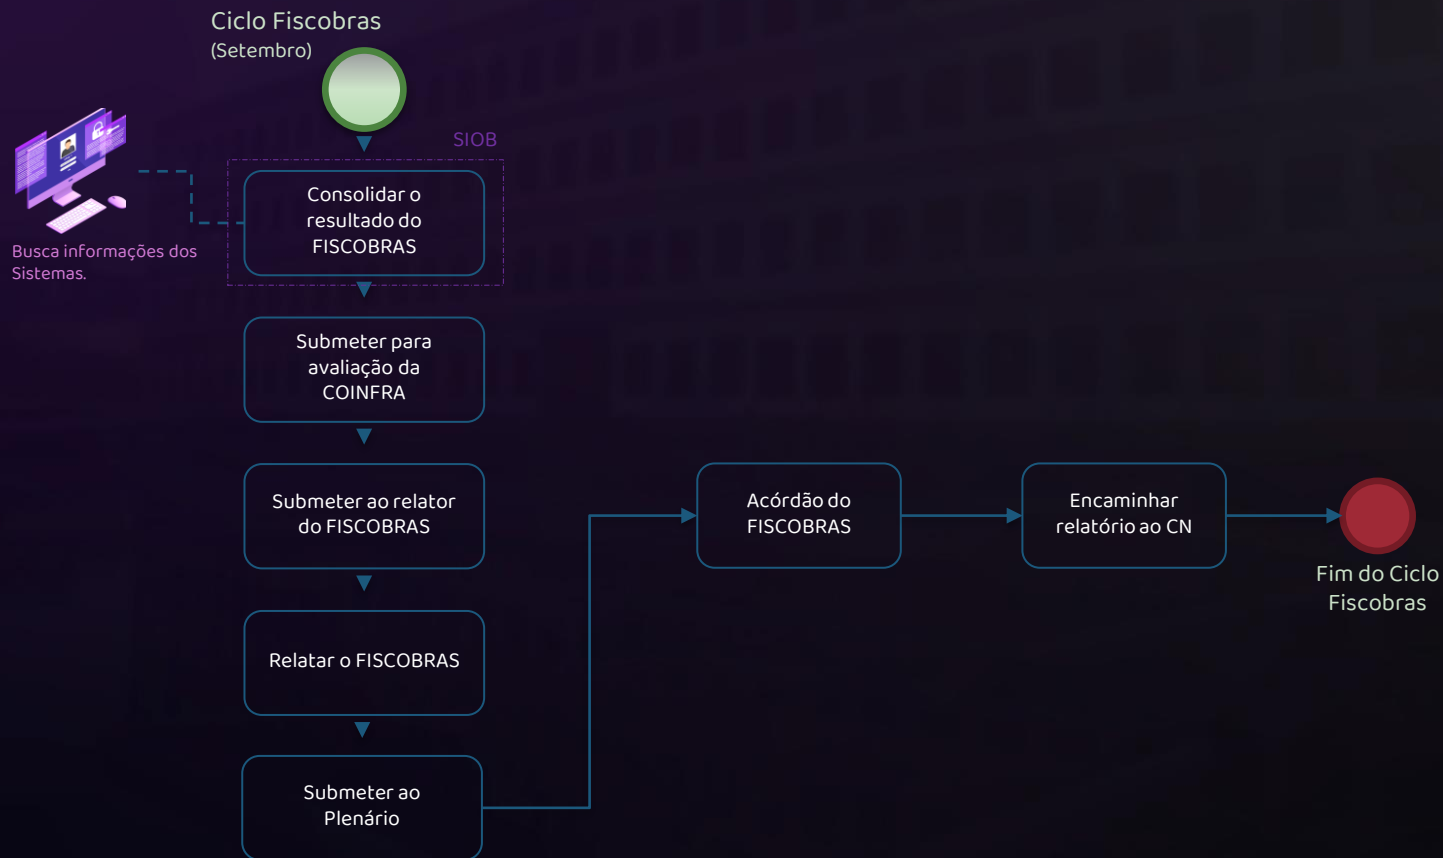 Ciclo Fiscobras
(Setembro)
SIOB
Consolidar o
resultado do
FISCOBRAS
Busca informações dos
Sistemas.
Submeter para
avaliação da
COINFRA
Submeter ao relator
do FISCOBRAS
Relatar o FISCOBRAS
Submeter ao
Plenário
Acórdão do
FISCOBRAS
Encaminhar
relatório ao CN
Fim do Ciclo
Fiscobras